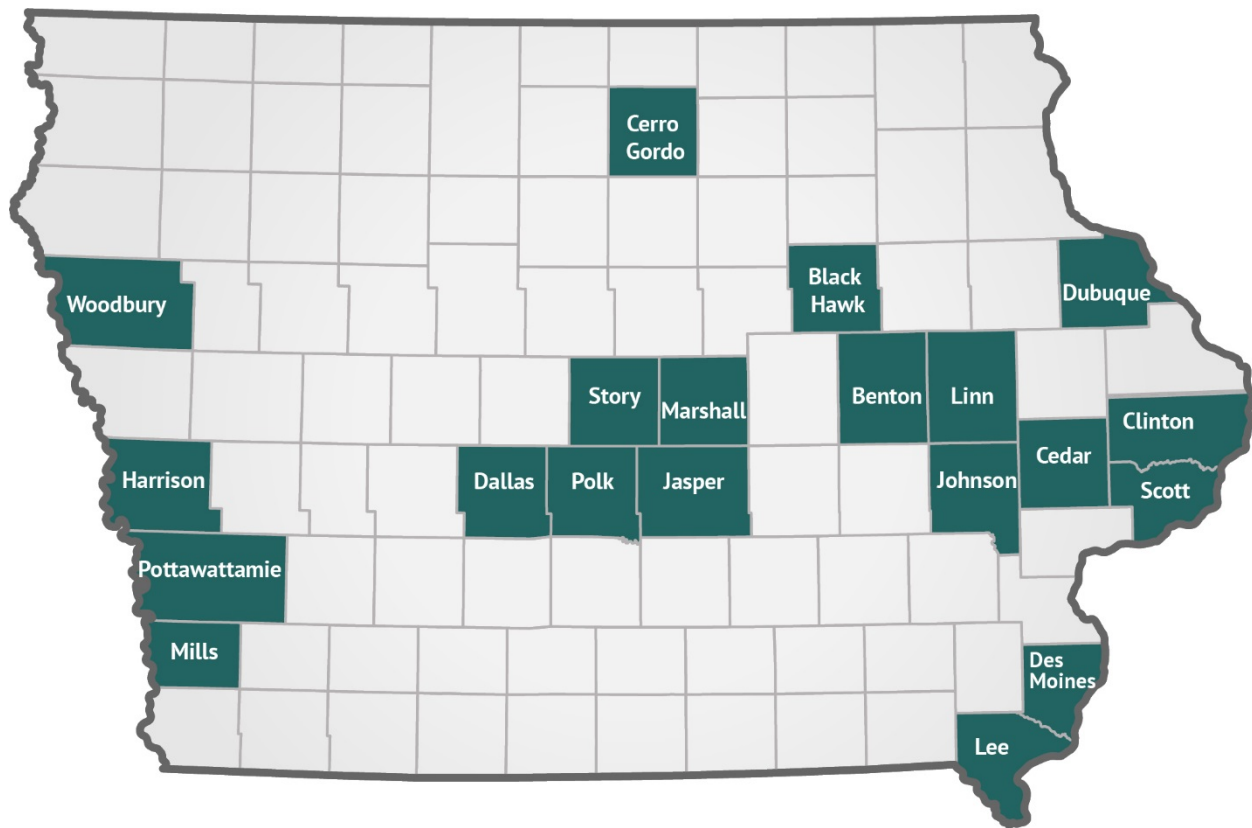 Cerro
Gordo
Black
Hawk
Dubuque
Woodbury
Story
Marshall
Benton
Linn
Clinton
Cedar
Harrison
Dallas
Polk
Jasper
Johnson
Scott
Pottawattamie
Mills
Des
Moines
Lee